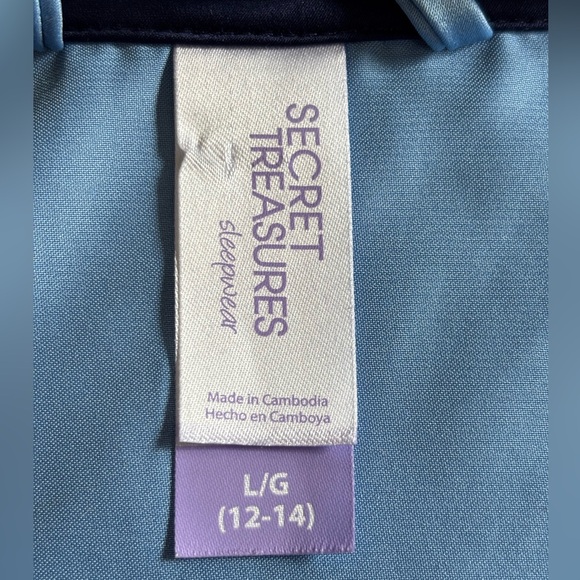 SECRET
TREASURES
sleepwear
Made in Cambodia
Hecho en Camboya
L/G
(12-14)